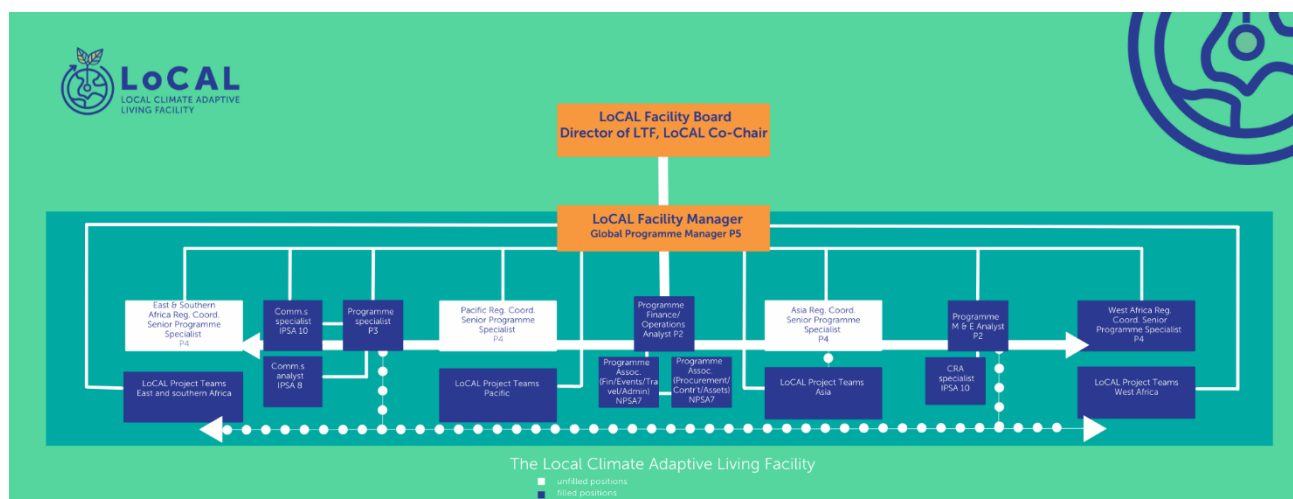 LoCAL
LOCAL CLIMATE ADAPTIVE
LIVING FACILITY
LoCAL Facility Board
Director of LTF, LoCAL Co-Chair
LoCAL Facility Manager
Global Programme Manager P5
East & Southern
Africa Reg. Coord.
Senior Programme
Specialist
P4
Comm.s
specialist
IPSA 10
Programme
specialist
P3
Pacific Reg. Coord.
Senior Programme
Specialist
P4
Programme
Finance/
Operations
Analyst P2
Asia Reg. Coord.
Senior Programme
Specialist
P4
Programme
M & E Analyst
P2
West Africa Reg.
Coord. Senior
Programme Specialist
P4
LoCAL Project Teams
East and southern Africa
Comm.s
analyst
IPSA 8
LoCAL Project Teams
Pacific
Programme
Assoc.
(Fin/Events/Tra
vel/Admin)
NPSA7
Programme
Assoc.
(Procurement/
Contr't/Assets)
NPSA7
LoCAL Project Teams
Asia
CRA
specialist
IPSA 10
LoCAL Project Teams
West Africa
The Local Climate Adaptive Living Facility
unfilled positions
filled positions